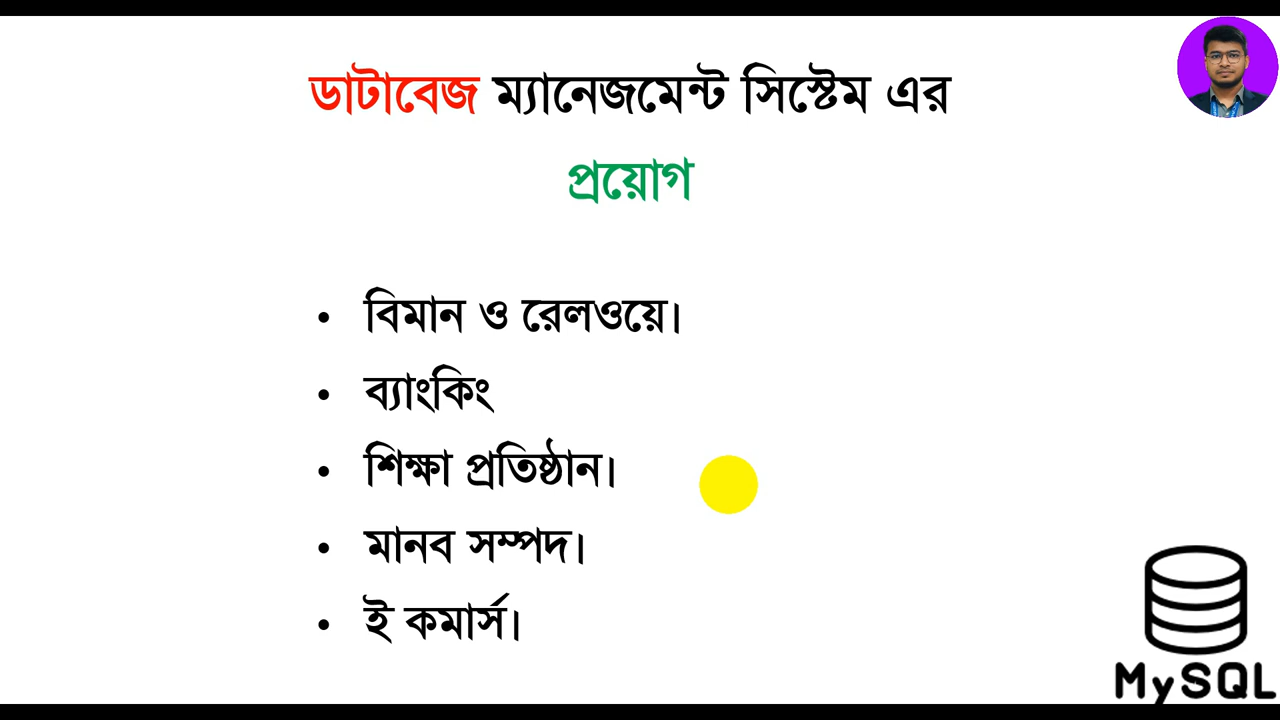 ডাটাবেজ ম্যানেজমেন্ট সিস্টেম এর
প্রয়োগ
• বিমান ও রেলওয়ে।
• ব্যাংকিং
• শিক্ষা প্রতিষ্ঠান।
• মানব সম্পদ।
• ই কমার্স।
MySQL